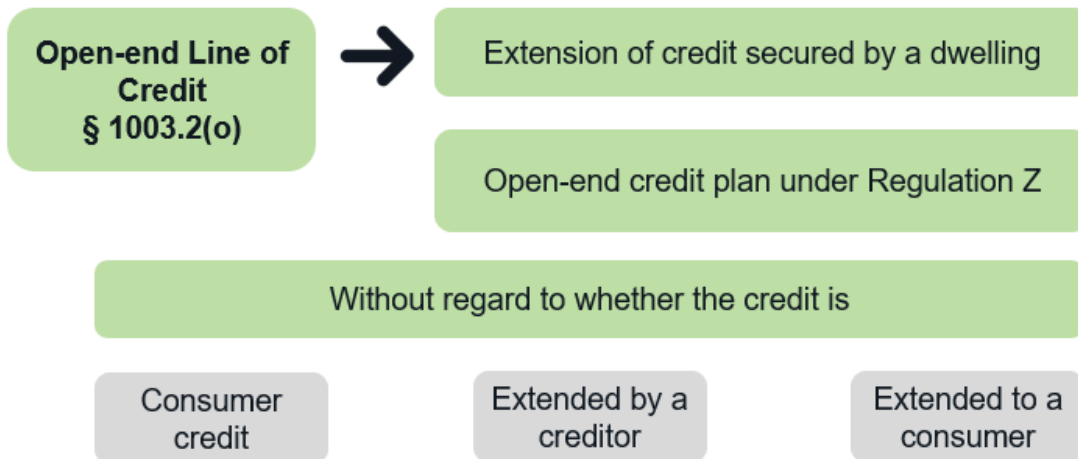 Open-end Line of
Credit
§ 1003.2(o)
Extension of credit secured by a dwelling
Open-end credit plan under Regulation Z
Without regard to whether the credit is
Consumer
credit
Extended by a
creditor
Extended to a
consumer